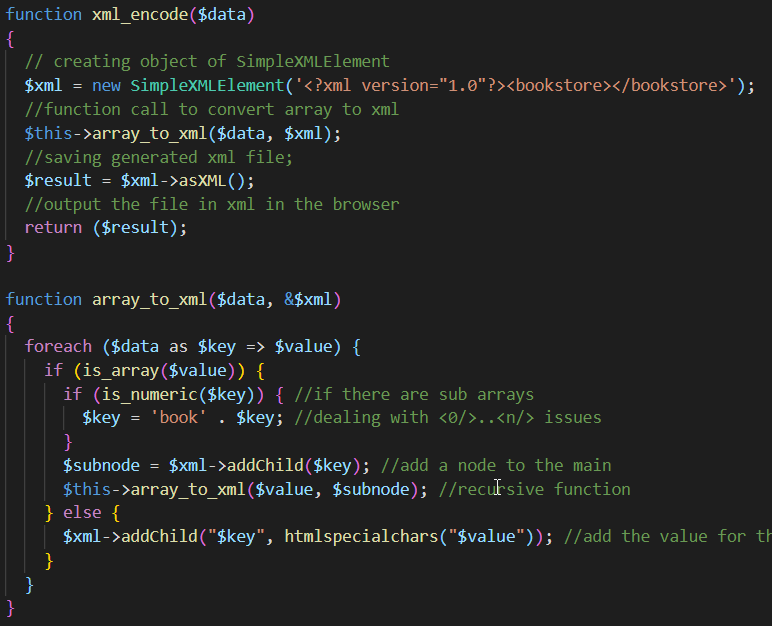 function xml_encode($data)
{
// creating object of SimpleXMLElement
$xml = new SimpleXMLElement('<?xml version="1.0"?><bookstore></bookstore>');
//function call to convert array to xml
$this->array_to_xml($data, $xml);
//saving generated xml file;
$result = $xml->asXML();
//output the file in xml in the browser
return ($result);
}
function array_to_xml($data, &$xml)
{
foreach ($data as $key => $value) {
if (is_array($value)) {
if (is_numeric($key)) { //if there are sub arrays
$key = 'book' . $key; //dealing with <0/>..<n/> issues
}
$subnode = $xml->addChild($key); //add a node to the main
$this->array_to_xml($value, $subnode); //recursive function
} else {
$xml->addChild("$key", htmlspecialchars("$value")); //add the value for
}
}
}